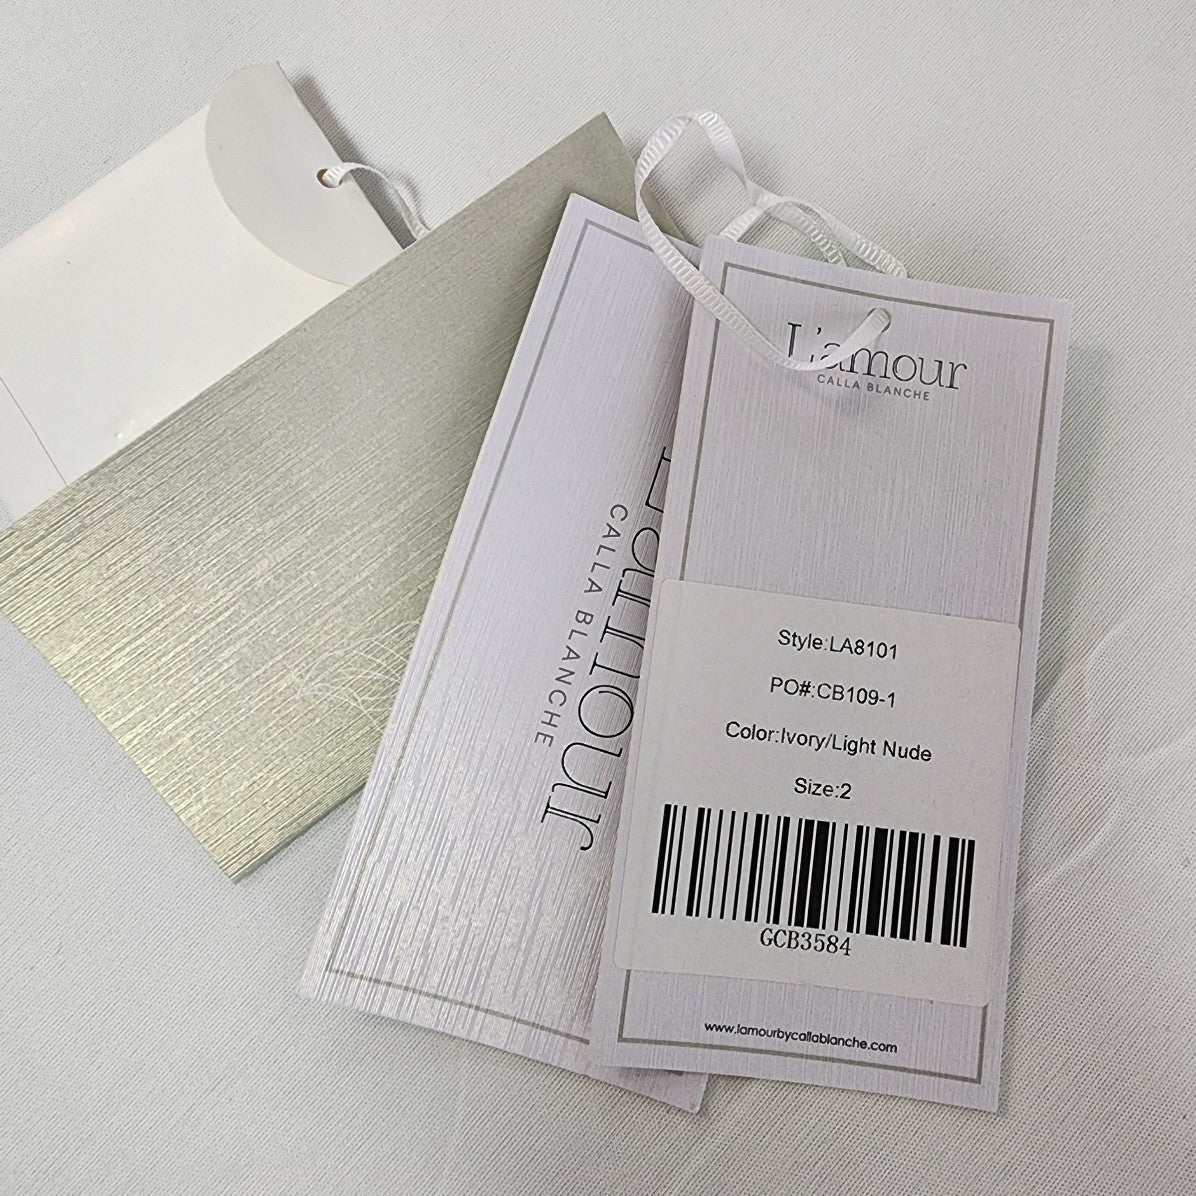 L'amour
CALLA BLANCHE
L'amour
CALLA BLANCHE
Style:LA8101
PO#:CB109-1
Color:Ivory/Light Nude
Size:2
GCB3584
www.lamourbycallablanche.com